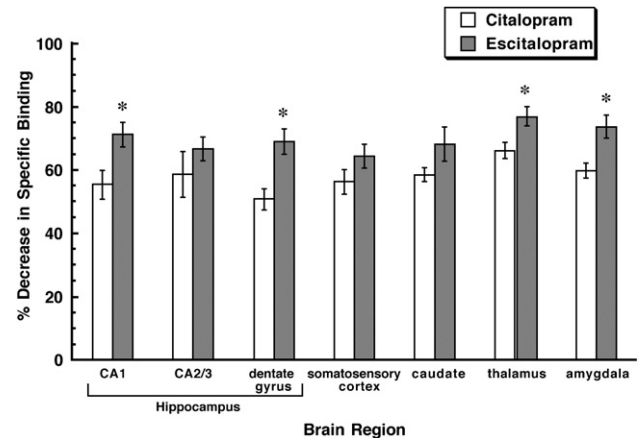 Citalopram
Escitalopram
% Decrease in Specific Binding
100
80
60
40
20
0
*
*
*
*
CA1
CA2/3
dentate
gyrus
somatosensory
cortex
caudate
thalamus
amygdala
Hippocampus
Brain Region